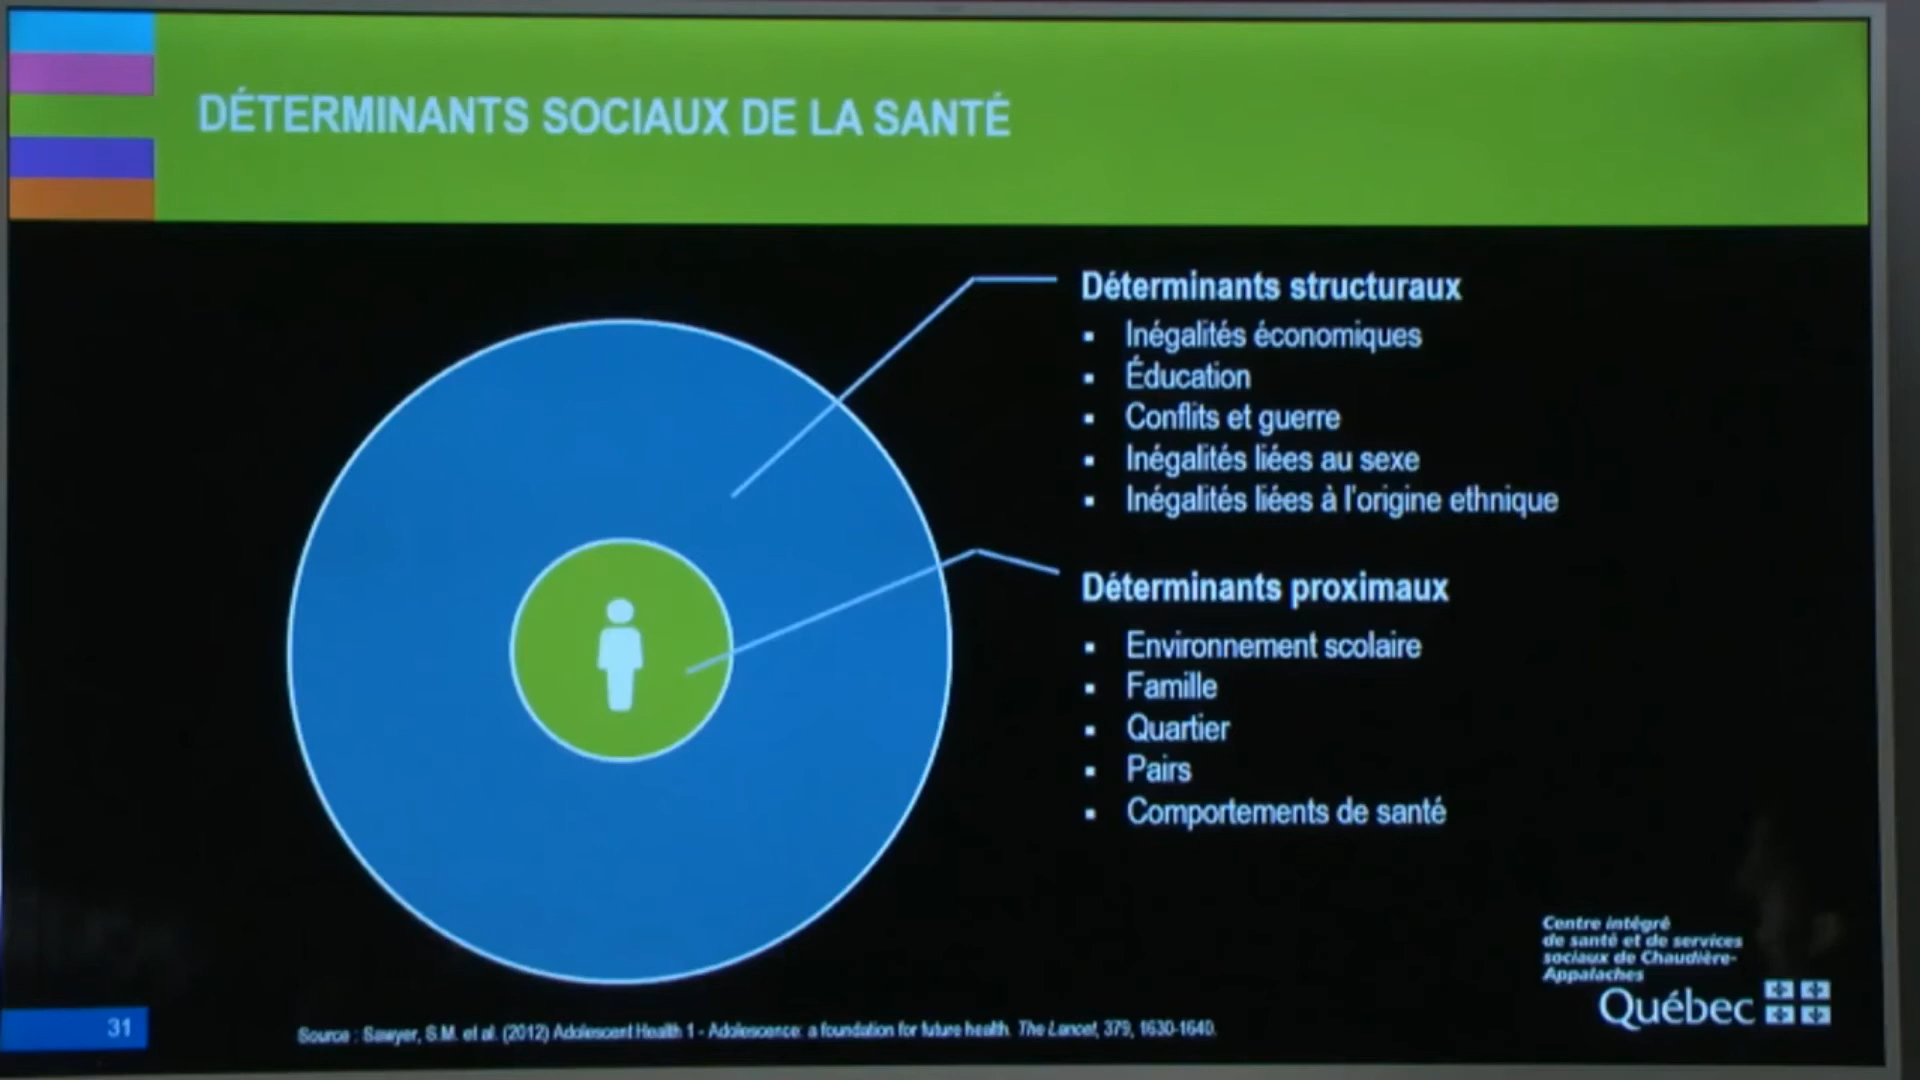 DÉTERMINANTS SOCIAUX DE LA SANTÉ
Déterminants structuraux
▪ Inégalités économiques
▪ Éducation
▪ Conflits et guerre
▪ Inégalités liées au sexe
▪ Inégalités liées à l'origine ethnique
Déterminants proximaux
▪ Environnement scolaire
▪ Famille
▪ Quartier
▪ Pairs
▪ Comportements de santé
Centre intégré
de santé et de services
sociaux de Chaudière-
Appalaches
Québec
31
Source : Sawyer, S.M. et al. (2012) Adolescent Health 1 - Adolescence: a foundation for future health. The Lancet, 379, 1630-1640.